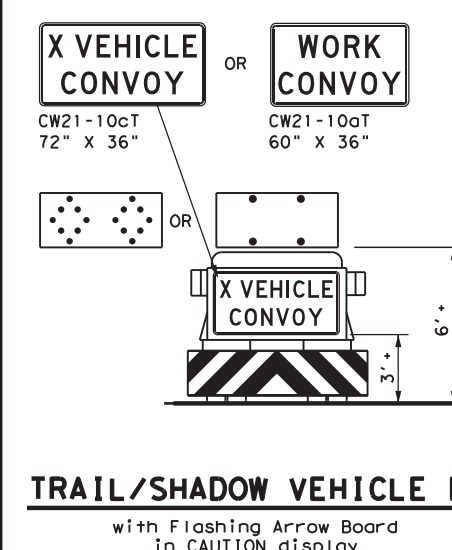 X VEHICLE
CONVOY
OR
WORK
CONVOY
CW21-10cT
72" X 36"
CW21-10aT
60" X 36"
OR
X VEHICLE
CONVOY
6'+
3'+
TRAIL/SHADOW VEHICLE
with Flashing Arrow Board
in CAUTION display